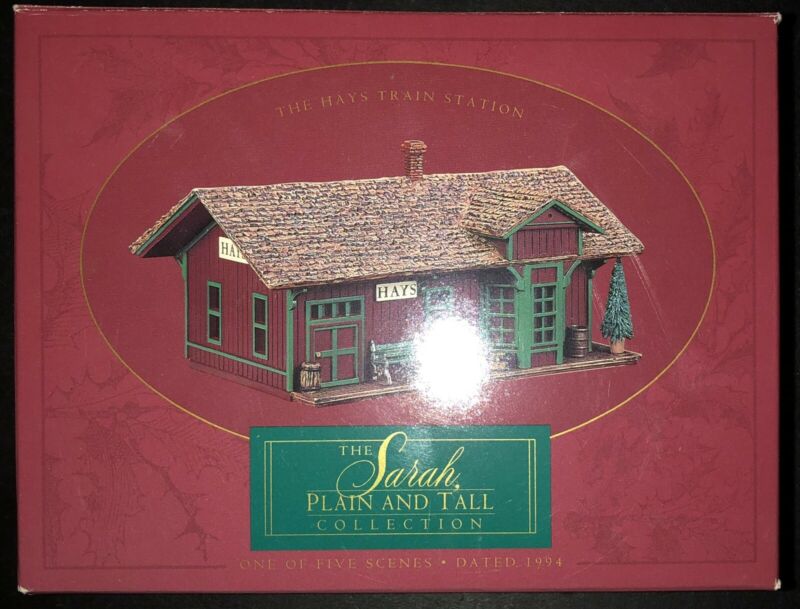 THE HAYS TRAIN STATION
HAYS
THE
Sarah,
PLAIN AND TALL
COLLECTION
ONE OF FIVE SCENES • DATED 1994